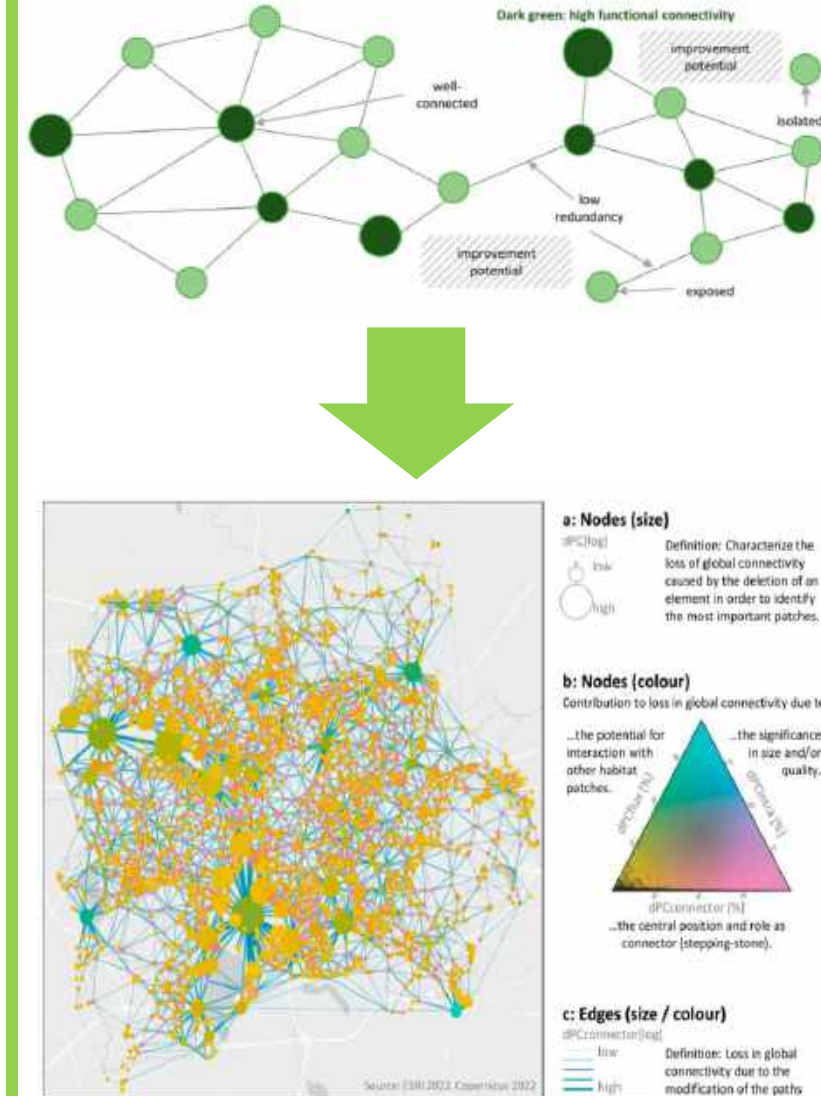 Dark green: high functional connectivity
improvement
potential
well-
connected
isolated
low
redundancy
improvement
potential
exposed
a: Nodes (size)
dPC[log]
low
high
Definition: Characterize the
loss of global connectivity
caused by the deletion of an
element in order to identify
the most important patches.
b: Nodes (colour)
Contribution to loss in global connectivity due to
...the potential for
interaction with
other habitat
patches.
...the significance
in size and/or
quality.
dPCflux [%]
dPCintra [%]
dPCconnector [%]
...the central position and role as
connector (stepping-stone).
c: Edges (size / colour)
dPCconnector[log]
low
high
Definition: Loss in global
connectivity due to the
modification of the paths
Source: ESRI 2022, Copernicus 2022